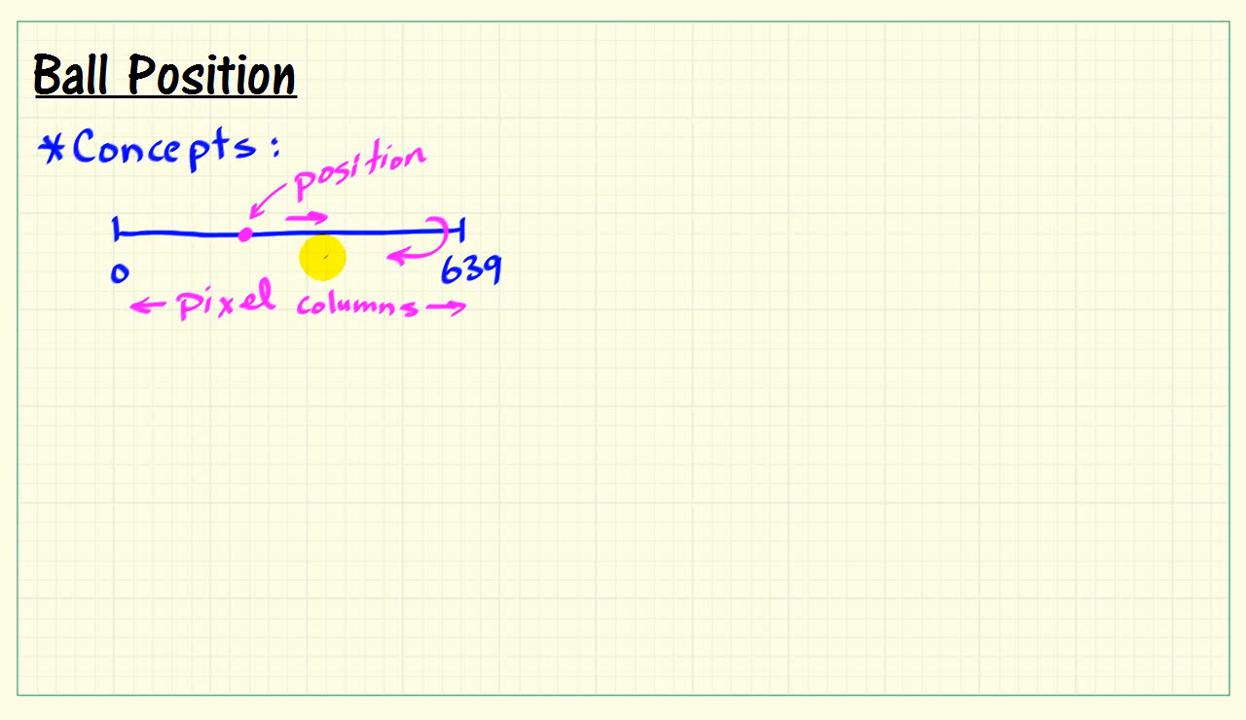 Ball Position
*Concepts:
position
0 639
← pixel columns →